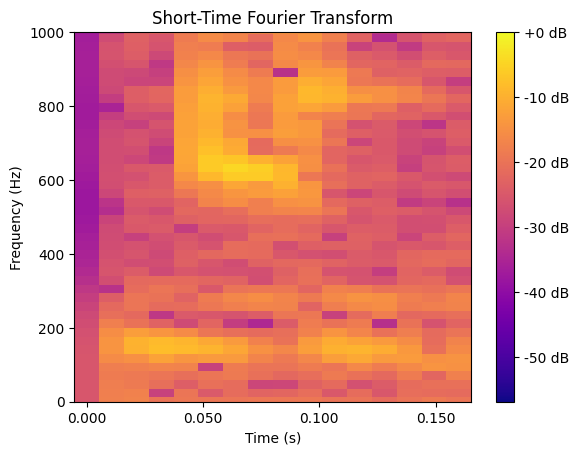 Short-Time Fourier Transform
1000
800
600
400
200
0
Frequency (Hz)
0.000
0.050
0.100
0.150
Time (s)
+0 dB
-10 dB
-20 dB
-30 dB
-40 dB
-50 dB